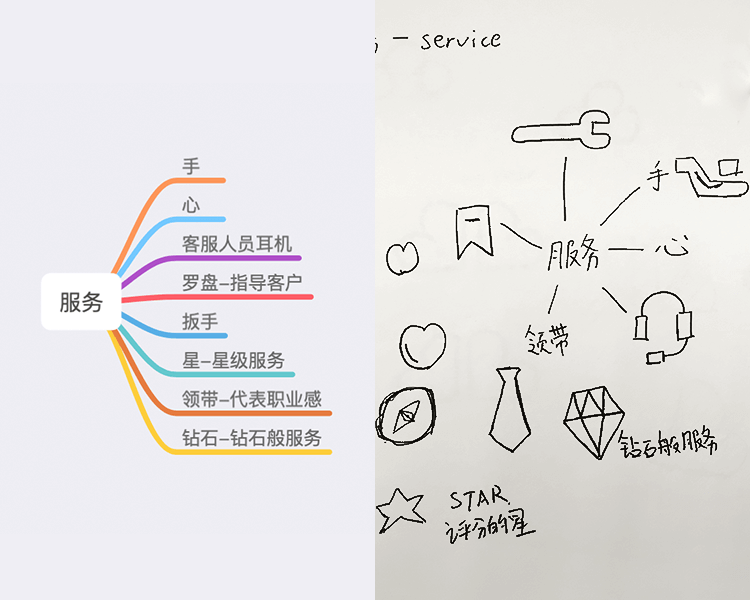 手
心
客服人员耳机
罗盘-指导客户
服务
扳手
星-星级服务
领带-代表职业感
钻石-钻石般服务
- service
手
服务
心
领带
钻石般服务
STAR
评分的星